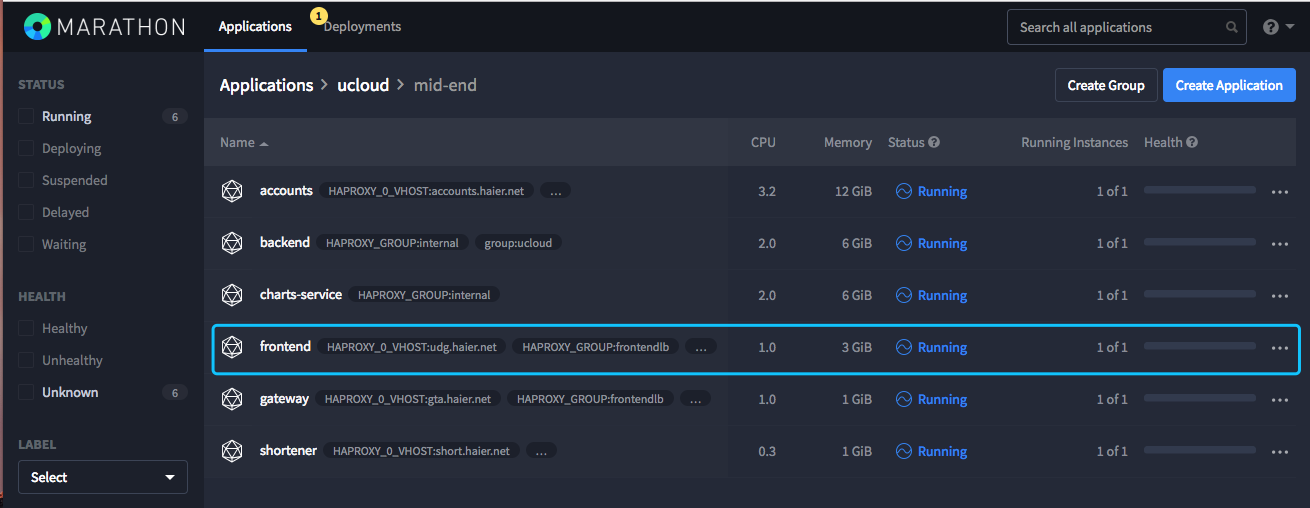 MARATHON Applications 1 Deployments Search all applications ?
STATUS
Running 6
Deploying
Suspended
Delayed
Waiting
HEALTH
Healthy
Unhealthy
Unknown 6
LABEL
Select
Applications > ucloud > mid-end Create Group Create Application
Name CPU Memory Status ? Running Instances Health ?
accounts HAPROXY_0_VHOST:accounts.haier.net ... 3.2 12 GiB Running 1 of 1 ...
backend HAPROXY_GROUP:internal group:ucloud 2.0 6 GiB Running 1 of 1 ...
charts-service HAPROXY_GROUP:internal 2.0 6 GiB Running 1 of 1 ...
frontend HAPROXY_0_VHOST:udg.haier.net HAPROXY_GROUP:frontendlb ... 1.0 3 GiB Running 1 of 1 ...
gateway HAPROXY_0_VHOST:gta.haier.net HAPROXY_GROUP:frontendlb ... 1.0 1 GiB Running 1 of 1 ...
shortener HAPROXY_0_VHOST:short.haier.net ... 0.3 1 GiB Running 1 of 1 ...